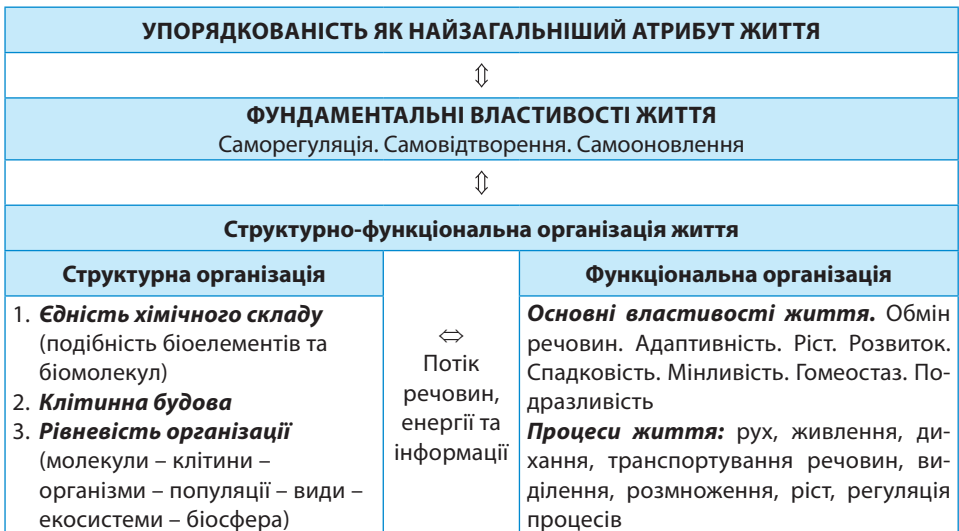 УПОРЯДКОВАНІСТЬ ЯК НАЙЗАГАЛЬНІШИЙ АТРИБУТ ЖИТТЯ
⇕
ФУНДАМЕНТАЛЬНІ ВЛАСТИВОСТІ ЖИТТЯ
Саморегуляція. Самовідтворення. Самооновлення
⇕
Структурно-функціональна організація життя
Структурна організація
1. Єдність хімічного складу
(подібність біоелементів та
біомолекул)
2. Клітинна будова
3. Рівневість організації
(молекули – клітини –
організми – популяції – види –
екосистеми – біосфера)
⇔
Потік
речовин,
енергії та
інформації
Функціональна організація
Основні властивості життя. Обмін
речовин. Адаптивність. Ріст. Розвиток.
Спадковість. Мінливість. Гомеостаз. По-
дразливість
Процеси життя: рух, живлення, ди-
хання, транспортування речовин, ви-
ділення, розмноження, ріст, регуляція
процесів